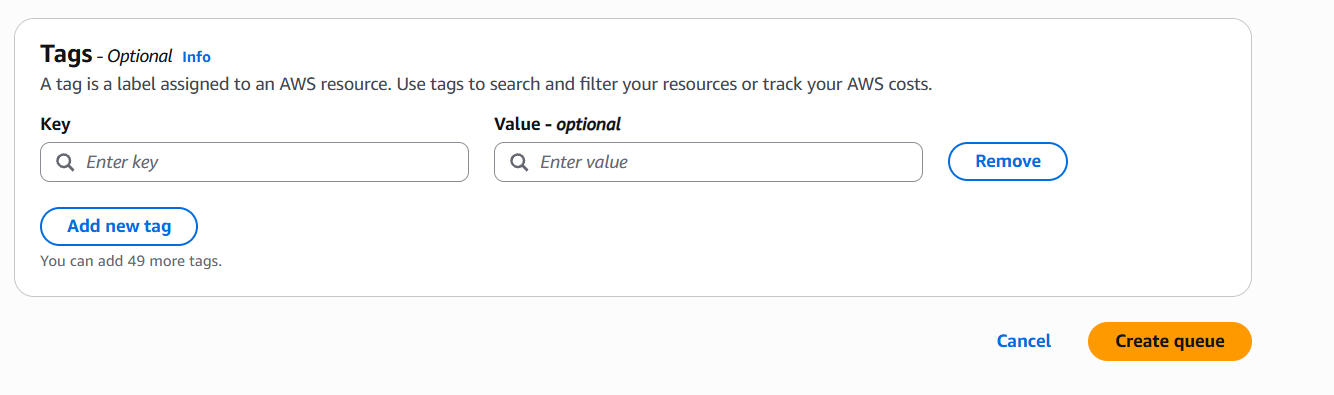 Tags - Optional Info
A tag is a label assigned to an AWS resource. Use tags to search and filter your resources or track your AWS costs.
Key Value - optional
Enter key Enter value Remove
Add new tag
You can add 49 more tags.
Cancel Create queue